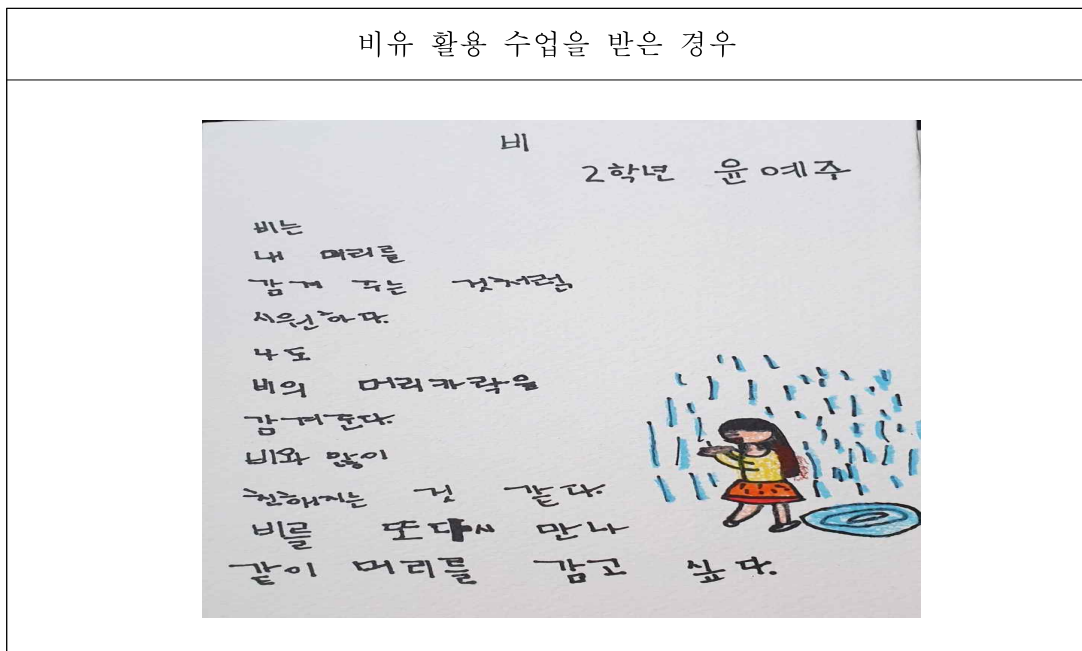 비유 활용 수업을 받은 경우
비
2학년 윤예주
비는
내 머리를
감겨 주는 것처럼
시원하다.
나도
비의 머리카락을
감겨준다.
비와 많이
친해지는 것 같다.
비를 또다시 만나
같이 머리를 감고 싶다.